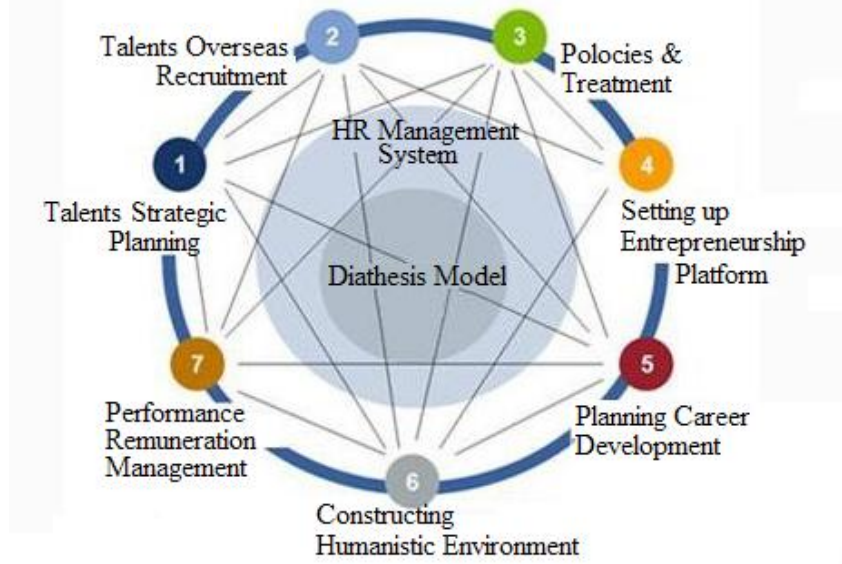 2
Talents Overseas
Recruitment
3
Polocies &
Treatment
HR Management
System
1
Talents Strategic
Planning
4
Setting up
Entrepreneurship
Platform
Diathesis Model
7
Performance
Remuneration
Management
5
Planning Career
Development
6
Constructing
Humanistic Environment